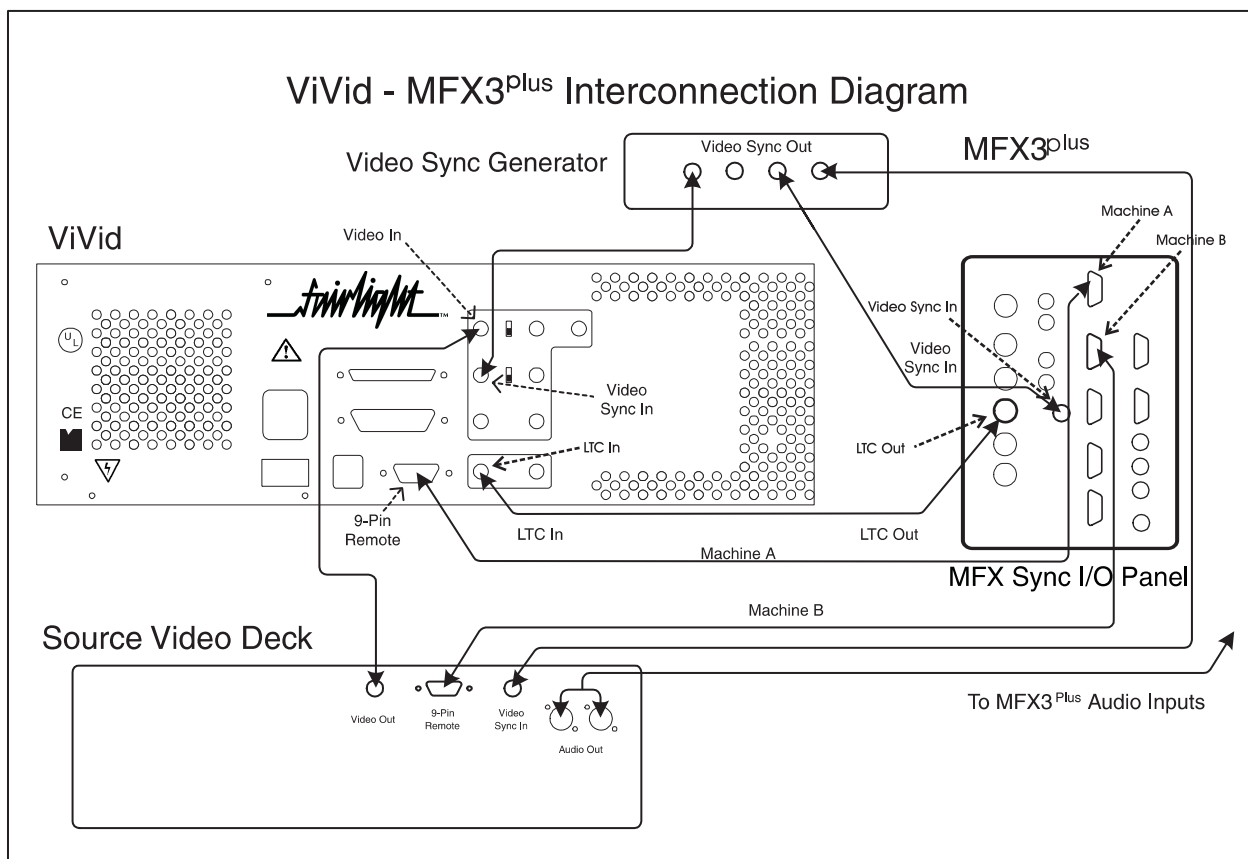 ViViD - MFX3plus Interconnection Diagram
Video Sync Out
Video Sync Generator
MFX3plus
Machine A
Machine B
Video In
ViVid
fairlight™
UL
CE
Video Sync In
Video
Sync In
Video
Sync In
LTC In
LTC Out
9-Pin
Remote
LTC In
LTC Out
Machine A
MFX Sync I/O Panel
Machine B
Source Video Deck
Video Out
9-Pin
Remote
Video
Sync In
Audio Out
To MFX3Plus Audio Inputs